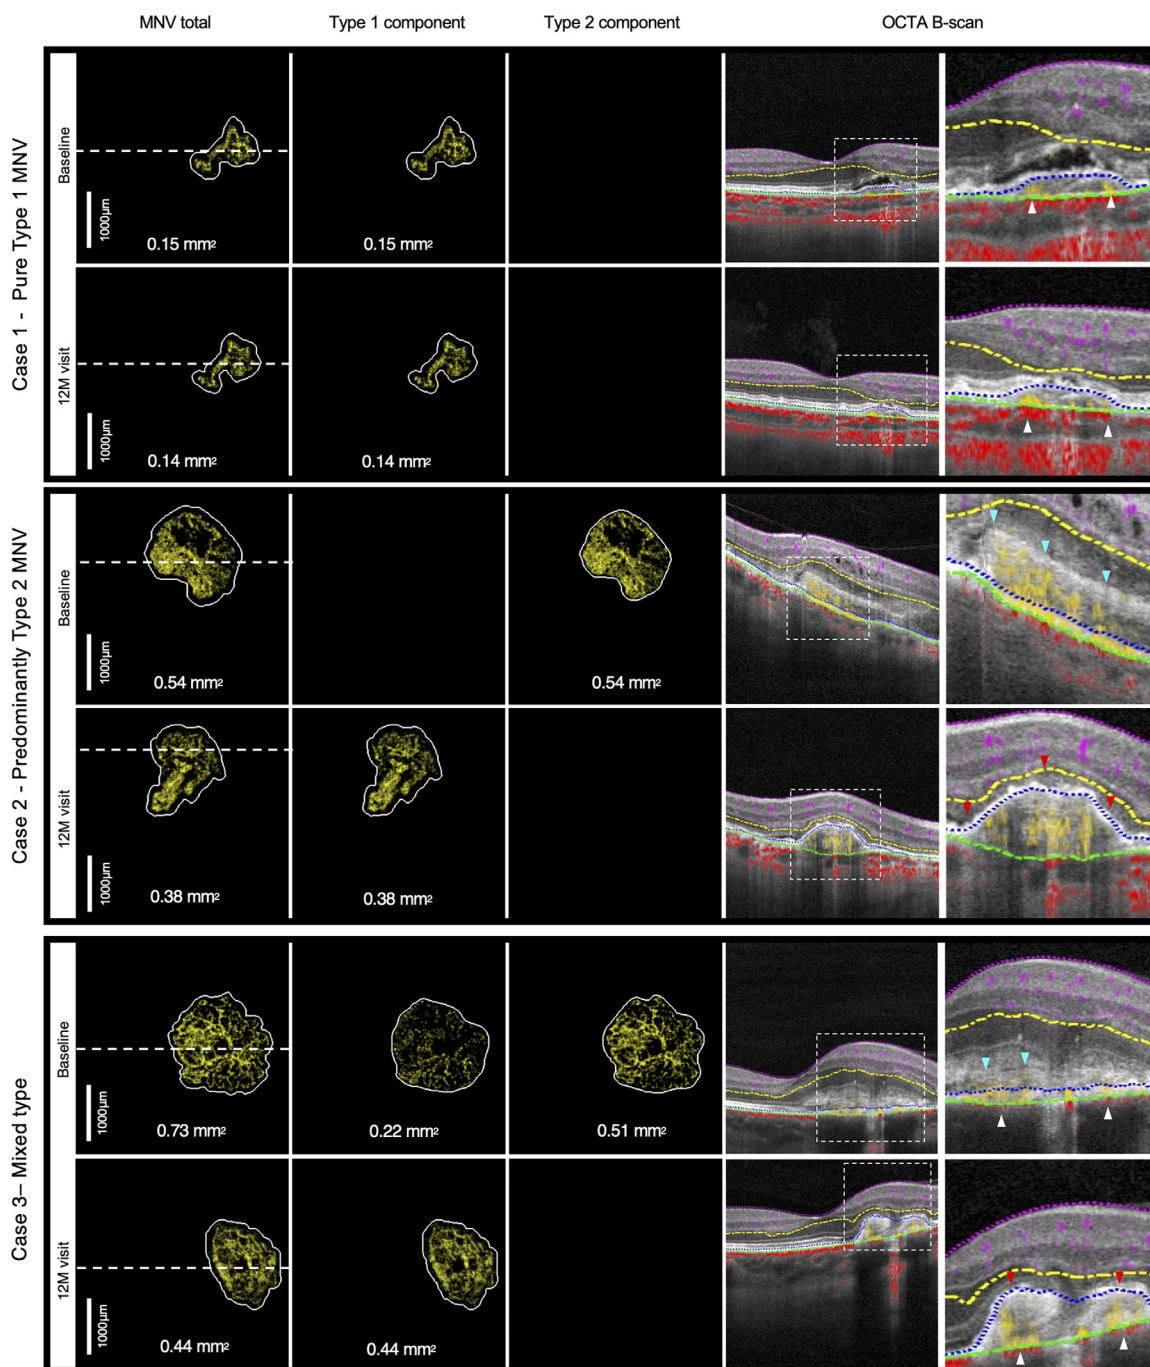 MNV total
Type 1 component
Type 2 component
OCTA B-scan
Case 1 - Pure Type 1 MNV
Baseline
1000µm
0.15 mm²
0.15 mm²
12M visit
1000µm
0.14 mm²
0.14 mm²
Case 2 - Predominantly Type 2 MNV
Baseline
1000µm
0.54 mm²
0.54 mm²
12M visit
1000µm
0.38 mm²
0.38 mm²
Case 3– Mixed type
Baseline
1000µm
0.73 mm²
0.22 mm²
0.51 mm²
12M visit
1000µm
0.44 mm²
0.44 mm²